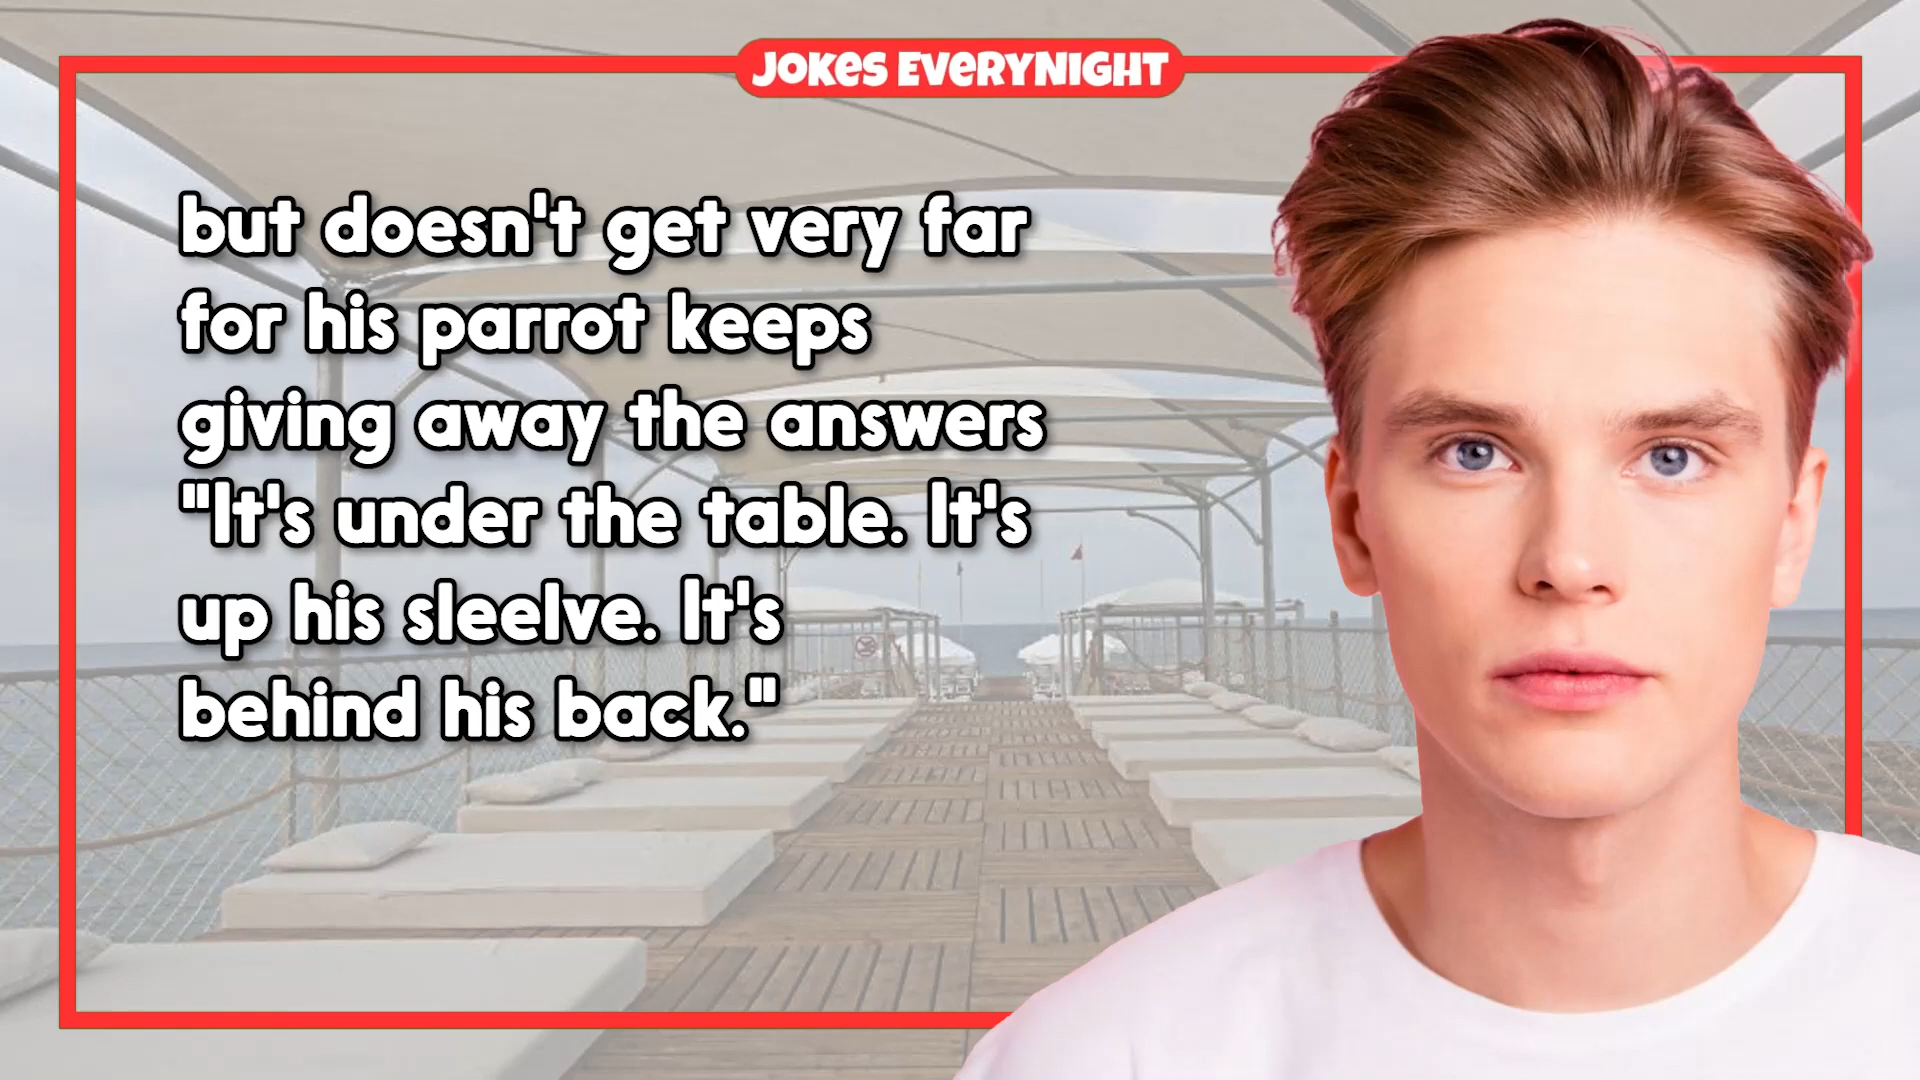 JOKES EVERYNIGHT
but doesn't get very far
for his parrot keeps
giving away the answers
"It's under the table. It's
up his sleelve. It's
behind his back."